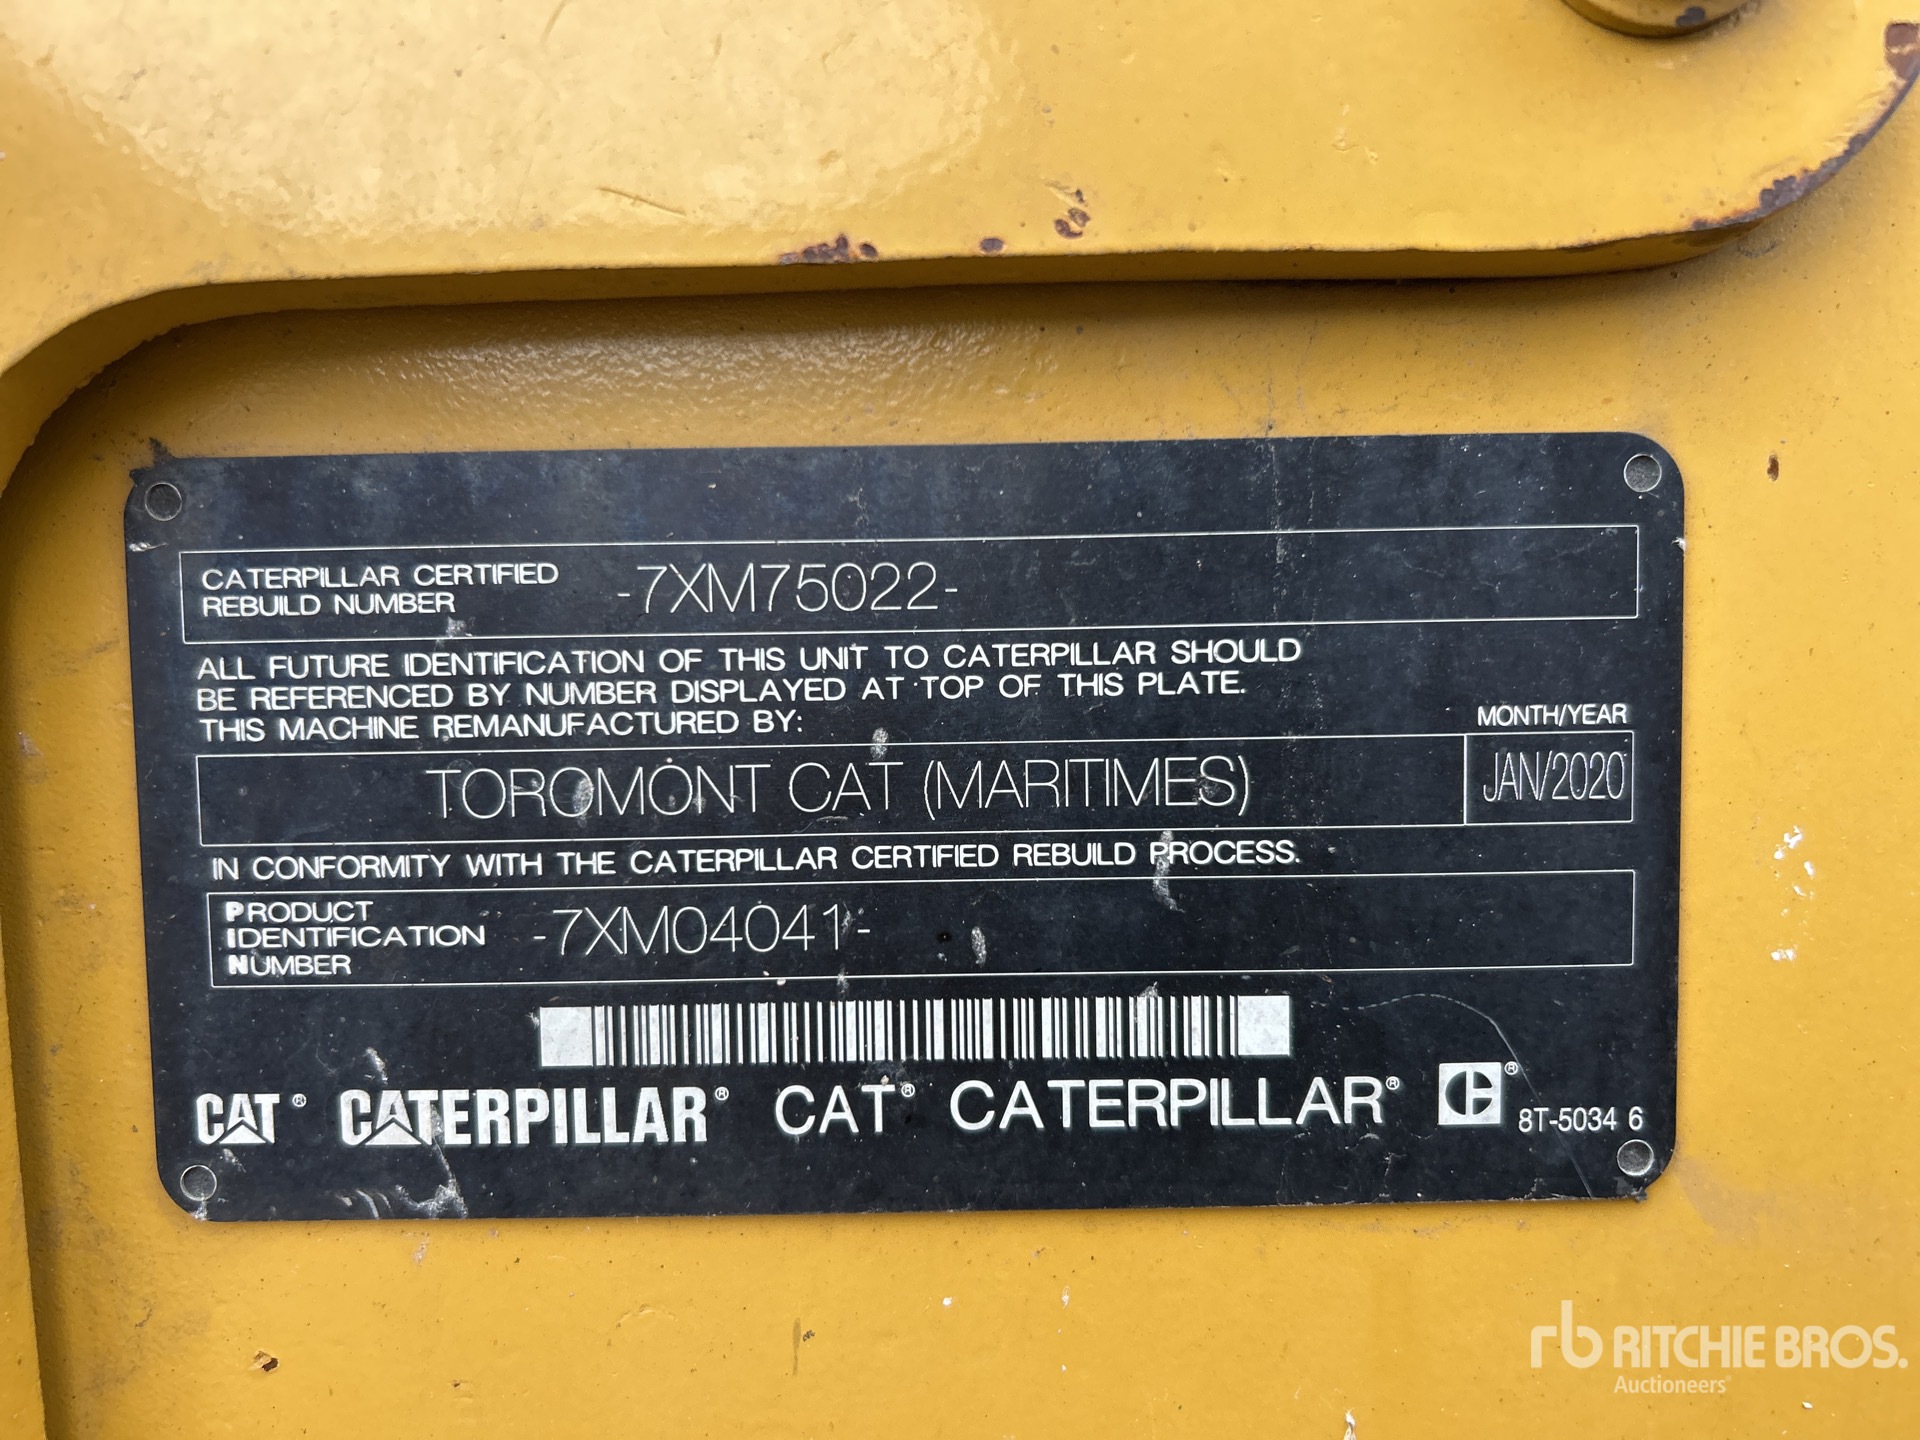 CATERPILLAR CERTIFIED
REBUILD NUMBER
-7XM75022-
ALL FUTURE IDENTIFICATION OF THIS UNIT TO CATERPILLAR SHOULD
BE REFERENCED BY NUMBER DISPLAYED AT TOP OF THIS PLATE.
THIS MACHINE REMANUFACTURED BY:
MONTH/YEAR
TOROMONT CAT (MARITIMES)
JAN/2020
IN CONFORMITY WITH THE CATERPILLAR CERTIFIED REBUILD PROCESS.
PRODUCT
IDENTIFICATION
NUMBER
-7XM04041-
CAT® CATERPILLAR® CAT® CATERPILLAR® C®
8T-5034 6
rb RITCHIE BROS.
Auctioneers